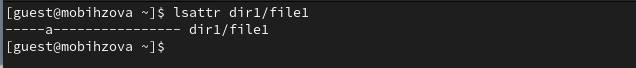 [guest@mobihzova ~]$ lsattr dir1/file1
-----a---------------- dir1/file1
[guest@mobihzova ~]$